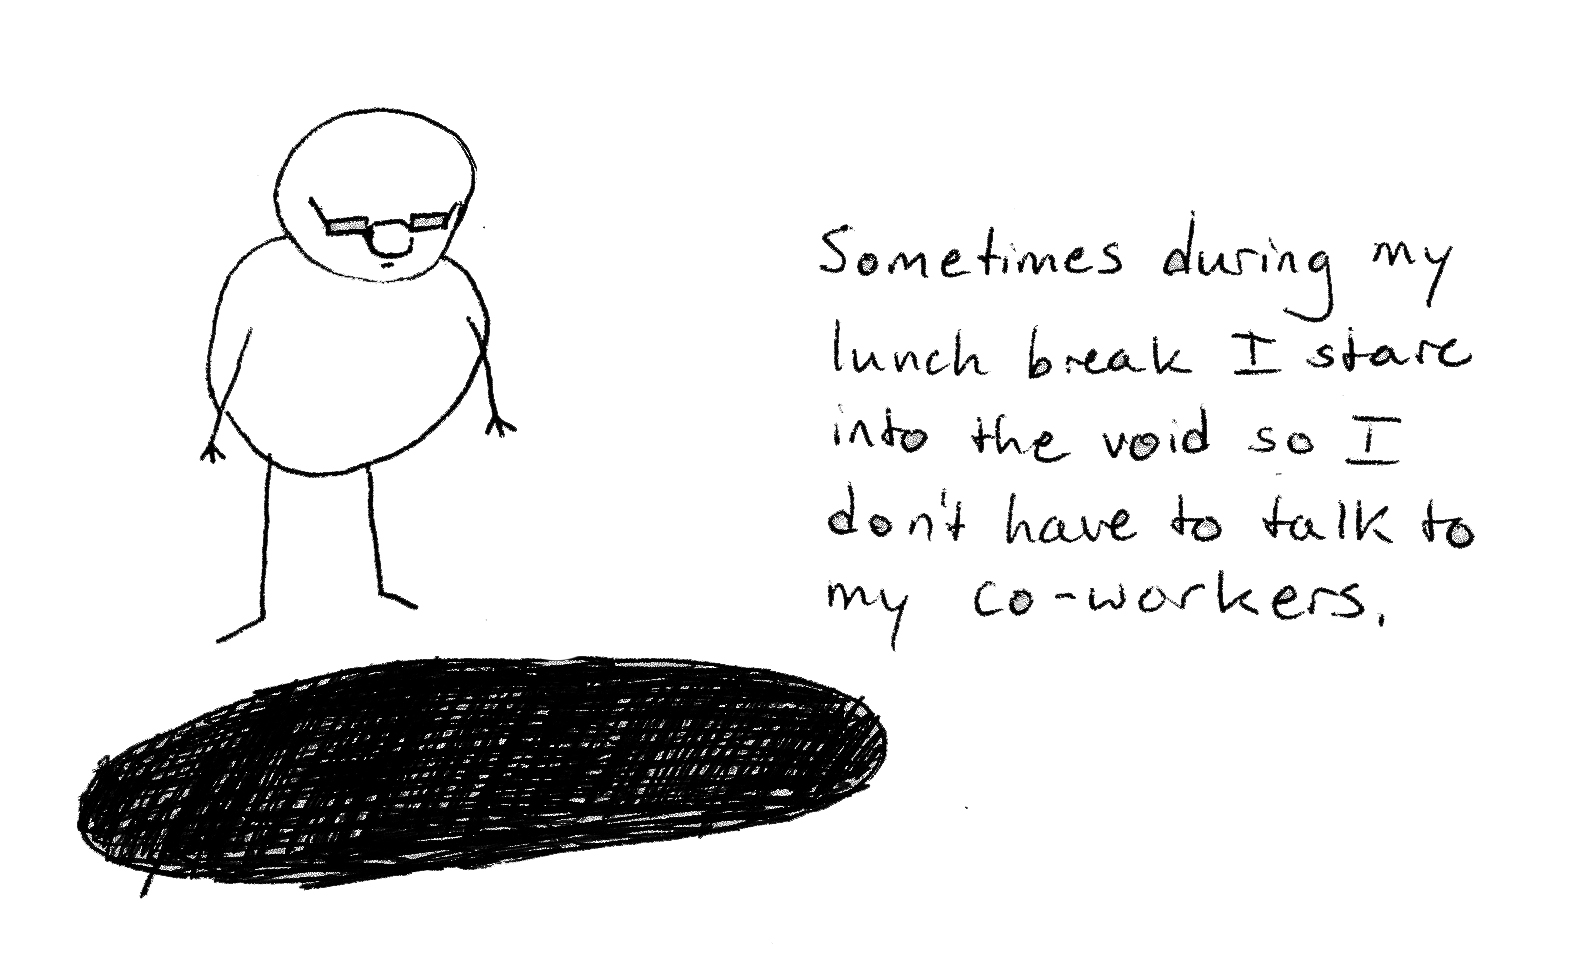 Sometimes during my
lunch break I stare
into the void so I
don't have to talk to
my co-workers.